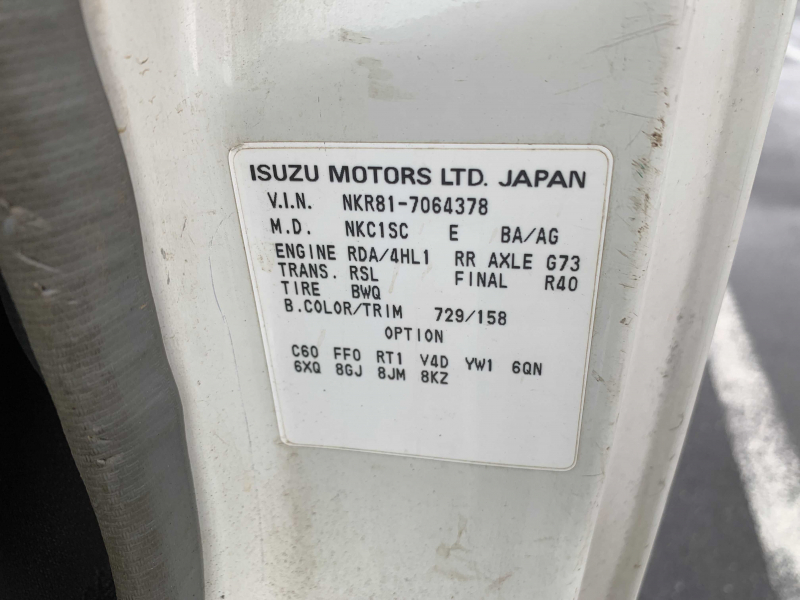 ISUZU MOTORS LTD. JAPAN
V.I.N. NKR81-7064378
M.D. NKC1SC E BA/AG
ENGINE RDA/4HL1 RR AXLE G73
TRANS. RSL FINAL R40
TIRE BWQ
B.COLOR/TRIM 729/158
OPTION
C60 FF0 RT1 V4D YW1 6QN
6XQ 8GJ 8JM 8KZ